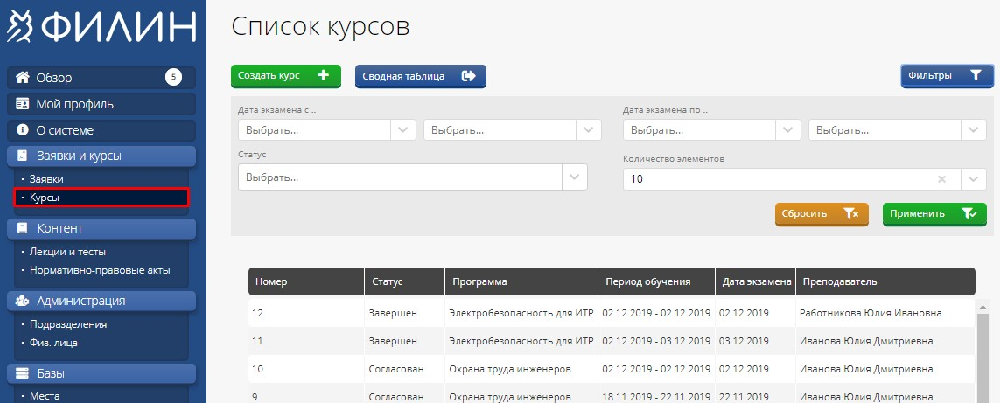 ФИЛИН
Обзор 5
Мой профиль
О системе
Заявки и курсы
Заявки
Курсы
Контент
Лекции и тесты
Нормативно-правовые акты
Администрация
Подразделения
Физ. лица
Базы
Места
Список курсов
Создать курс Сводная таблица Фильтры
Дата экзамена с .. Дата экзамена по ..
Выбрать... Выбрать... Выбрать... Выбрать...
Статус Количество элементов
Выбрать... 10
Сбросить Применить
Номер Статус Программа Период обучения Дата экзамена Преподаватель
12 Завершен Электробезопасность для ИТР 02.12.2019 - 02.12.2019 02.12.2019 Работникова Юлия Ивановна
11 Завершен Электробезопасность для ИТР 02.12.2019 - 03.12.2019 03.12.2019 Иванова Юлия Дмитриевна
10 Согласован Охрана труда инженеров 02.12.2019 - 02.12.2019 02.12.2019 Иванова Юлия Дмитриевна
9 Согласован Охрана труда инженеров 18.11.2019 - 22.11.2019 22.11.2019 Иванова Юлия Дмитриевна